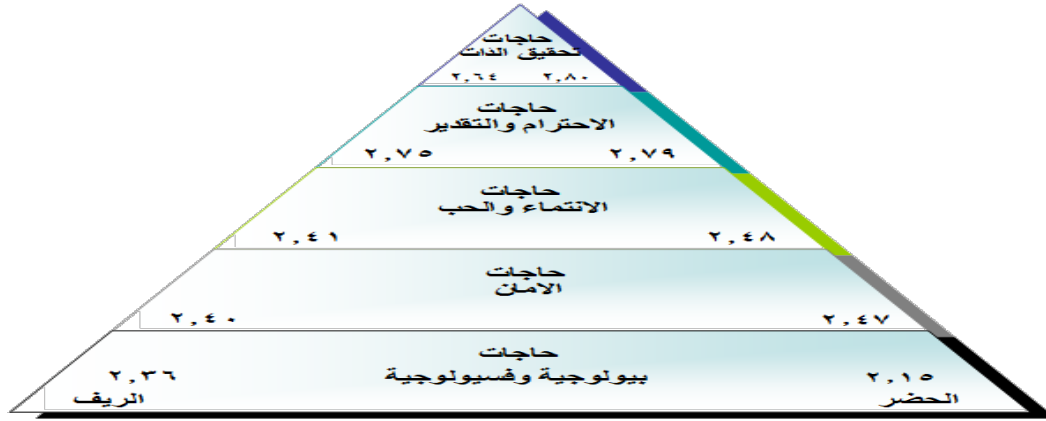 حاجات
تحقيق الذات
٢,٨٠ ٢,٦٤
حاجات
الاحترام والتقدير
٢,٧٩ ٢,٧٥
حاجات
الانتماء والحب
٢,٤٨ ٢,٤١
حاجات
الامان
٢,٤٧ ٢,٤٠
حاجات
٢,١٥ بيولوجية وفسيولوجية ٢,٣٦
الحضر الريف